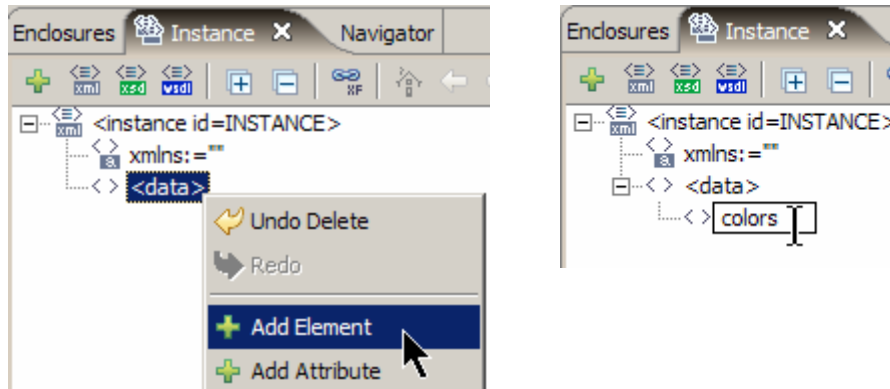 Enclosures Instance Navigator
xml xsd wsdl XF
<instance id=INSTANCE>
xmlns:=""
<data>
Undo Delete
Redo
Add Element
Add Attribute
Enclosures Instance
xml xsd wsdl
<instance id=INSTANCE>
xmlns:=""
<data>
colors